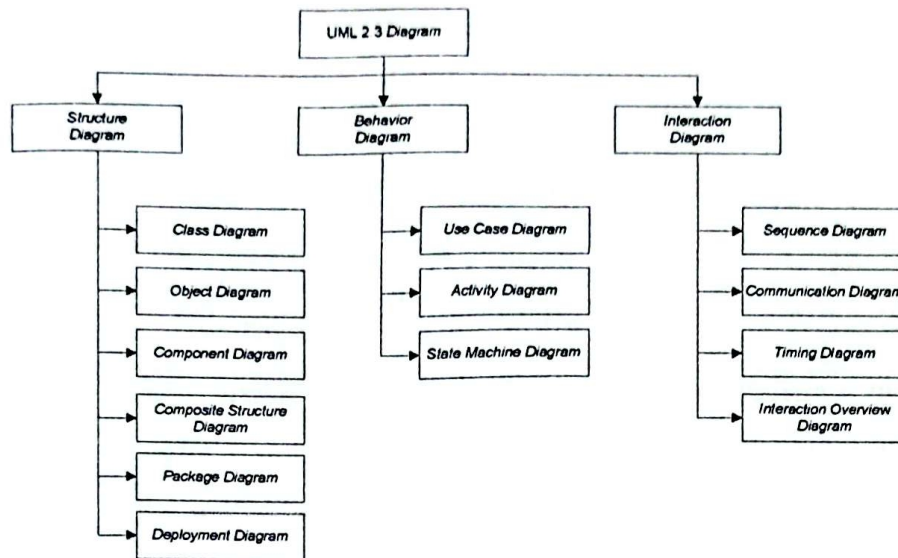 UML 2 3 Diagram
Structure
Diagram
Behavior
Diagram
Interaction
Diagram
Class Diagram
Object Diagram
Component Diagram
Composite Structure
Diagram
Package Diagram
Deployment Diagram
Use Case Diagram
Activity Diagram
State Machine Diagram
Sequence Diagram
Communication Diagram
Timing Diagram
Interaction Overview
Diagram